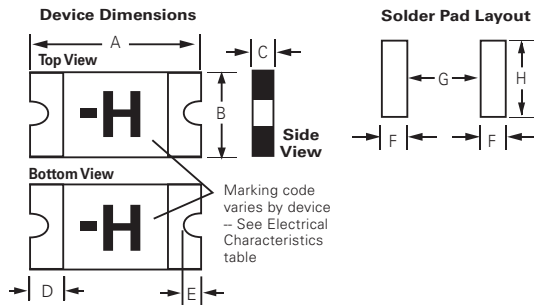 Device Dimensions
A
Top View
-H
B
C
Side
View
Bottom View
-H
Marking code
varies by device
– See Electrical
Characteristics
table
D
E
Solder Pad Layout
G
H
F
F